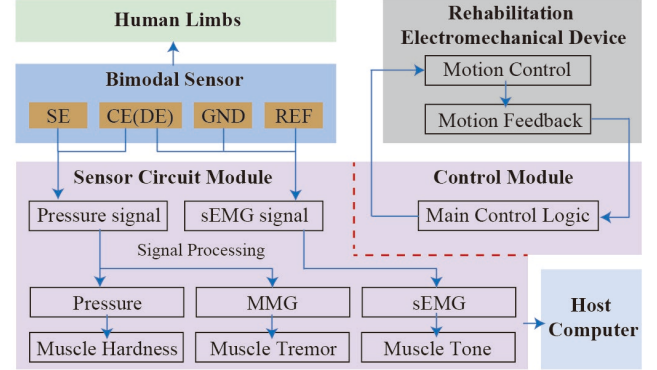 Human Limbs
Bimodal Sensor
SE CE(DE) GND REF
Rehabilitation
Electromechanical Device
Motion Control
Motion Feedback
Sensor Circuit Module
Pressure signal sEMG signal
Signal Processing
Control Module
Main Control Logic
Pressure MMG sEMG
Muscle Hardness Muscle Tremor Muscle Tone
Host
Computer